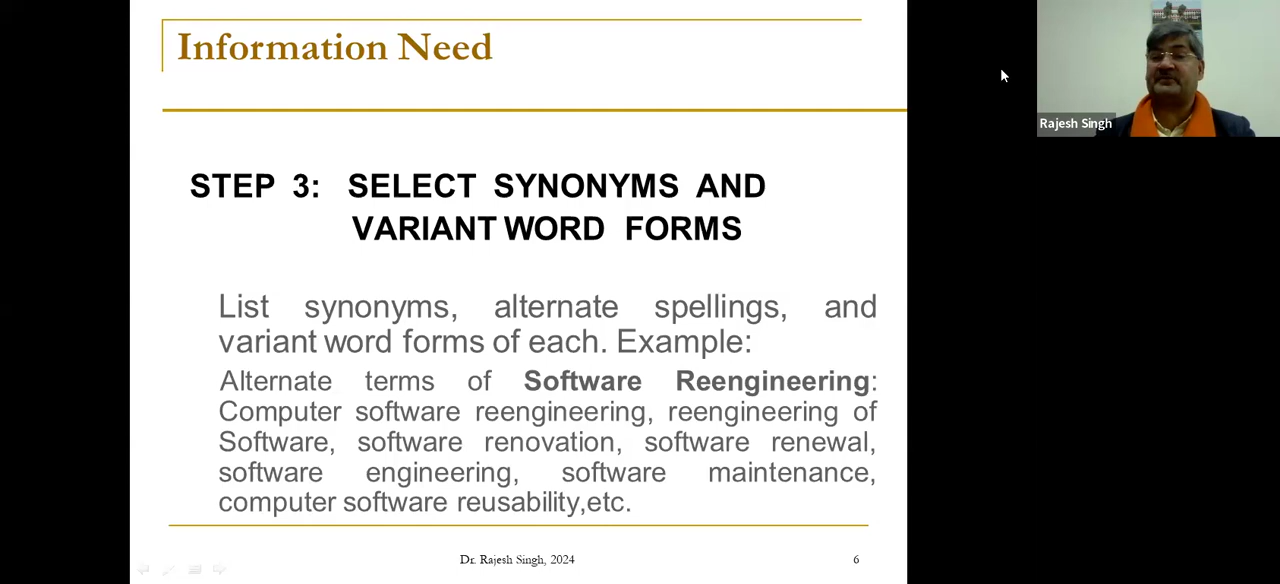 Information Need
Rajesh Singh
STEP 3: SELECT SYNONYMS AND
VARIANT WORD FORMS
List synonyms, alternate spellings, and
variant word forms of each. Example:
Alternate terms of Software Reengineering:
Computer software reengineering, reengineering of
Software, software renovation, software renewal,
software engineering, software maintenance,
computer software reusability,etc.
Dr. Rajesh Singh, 2024
6